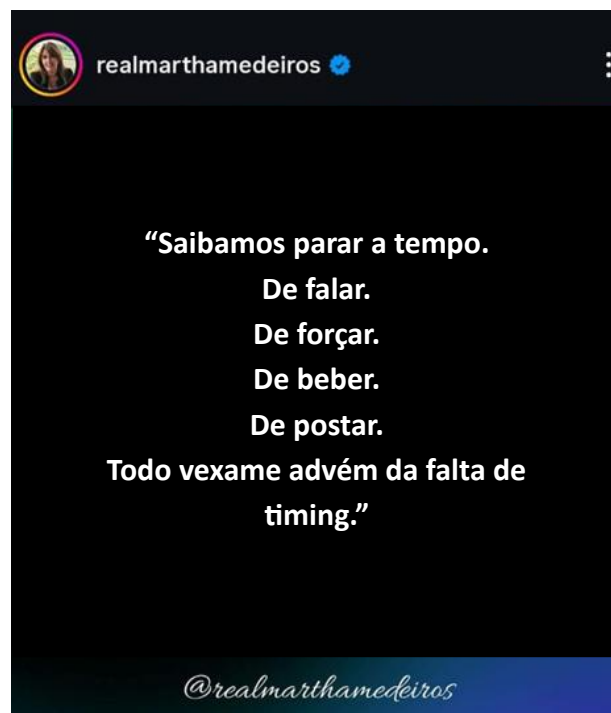 realmarthamedeiros
“Saibamos parar a tempo.
De falar.
De forçar.
De beber.
De postar.
Todo vexame advém da falta de
timing.”
@realmarthamedeiros